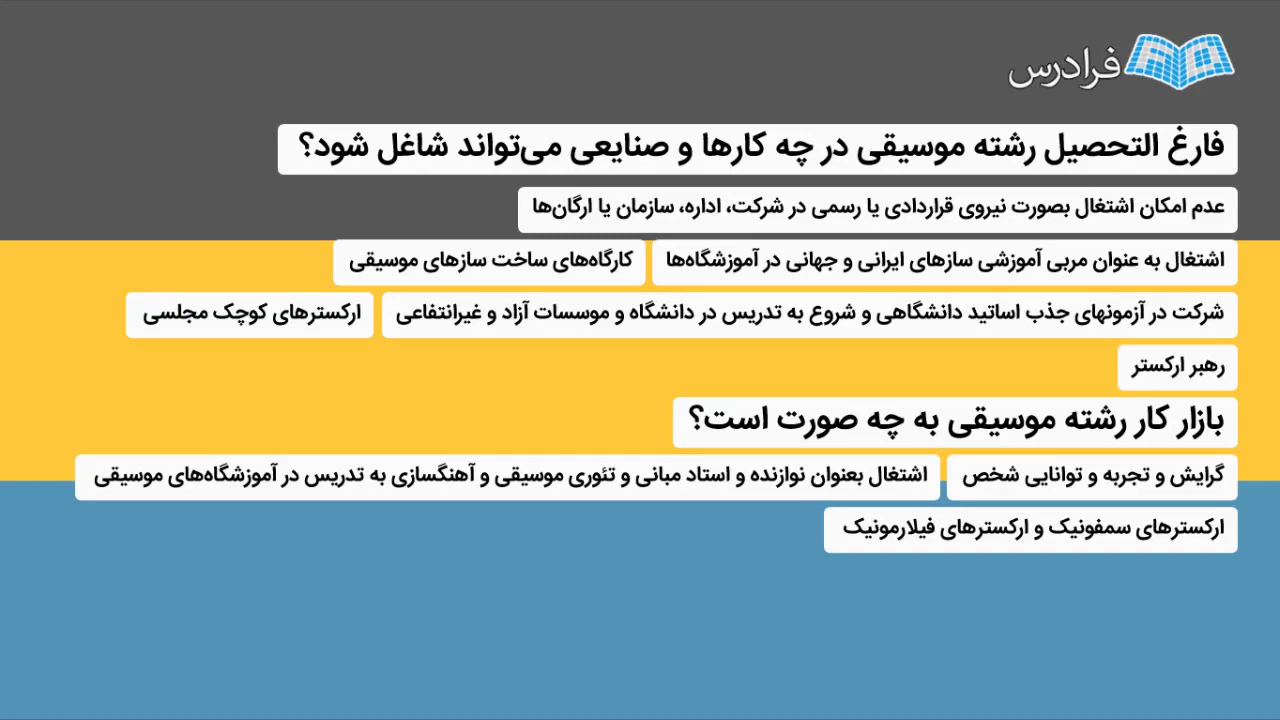 فرادرس
فارغ التحصیل رشته موسیقی در چه کارها و صنایعی می‌تواند شاغل شود؟
عدم امکان اشتغال بصورت نیروی قراردادی یا رسمی در شرکت، اداره، سازمان یا ارگان‌ها
اشتغال به عنوان مربی آموزشی سازهای ایرانی و جهانی در آموزشگاه‌ها
کارگاه‌های ساخت سازهای موسیقی
شرکت در آزمونهای جذب اساتید دانشگاهی و شروع به تدریس در دانشگاه و موسسات آزاد و غیرانتفاعی
ارکسترهای کوچک مجلسی
رهبر ارکستر
بازار کار رشته موسیقی به چه صورت است؟
گرایش و تجربه و توانایی شخص
اشتغال بعنوان نوازنده و استاد مبانی و تئوری موسیقی و آهنگسازی به تدریس در آموزشگاه‌های موسیقی
ارکسترهای سمفونیک و ارکسترهای فیلارمونیک